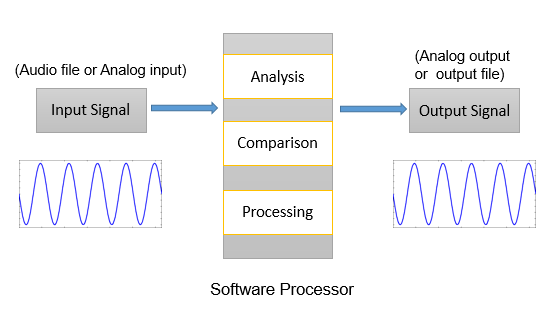 (Audio file or Analog input)
Input Signal
Analysis
Comparison
Processing
Software Processor
(Analog output
or output file)
Output Signal